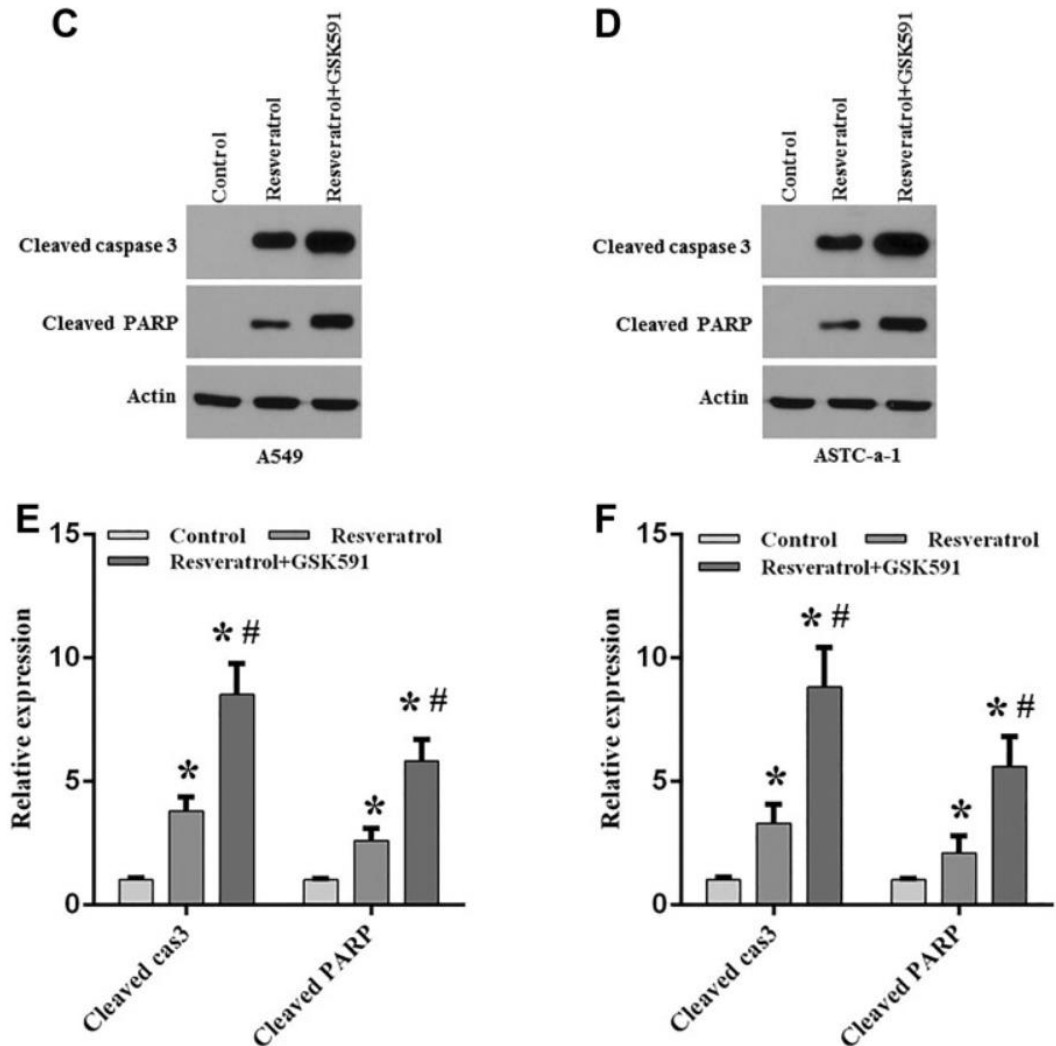 C
Control
Resveratrol
Resveratrol+GSK591
Cleaved caspase 3
Cleaved PARP
Actin
A549
D
Control
Resveratrol
Resveratrol+GSK591
Cleaved caspase 3
Cleaved PARP
Actin
ASTC-a-1
E
Relative expression
15
10
5
0
Control
Resveratrol
Resveratrol+GSK591
* #
*
* #
*
Cleaved cas3
Cleaved PARP
F
Relative expression
15
10
5
0
Control
Resveratrol
Resveratrol+GSK591
* #
*
* #
*
Cleaved cas3
Cleaved PARP